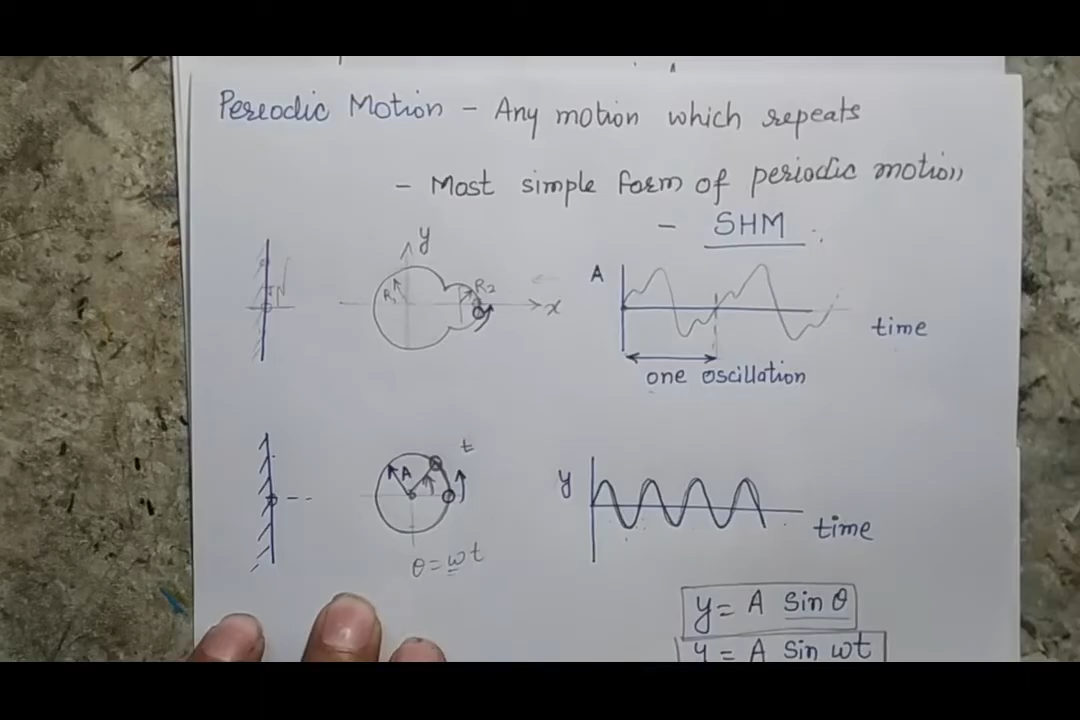 Periodic Motion - Any motion which repeats
- Most simple form of periodic motion,,
- SHM
y
R1
R2
x
A
time
one oscillation
A
t
θ = ωt
y
time
y = A Sin θ
y = A Sin ωt